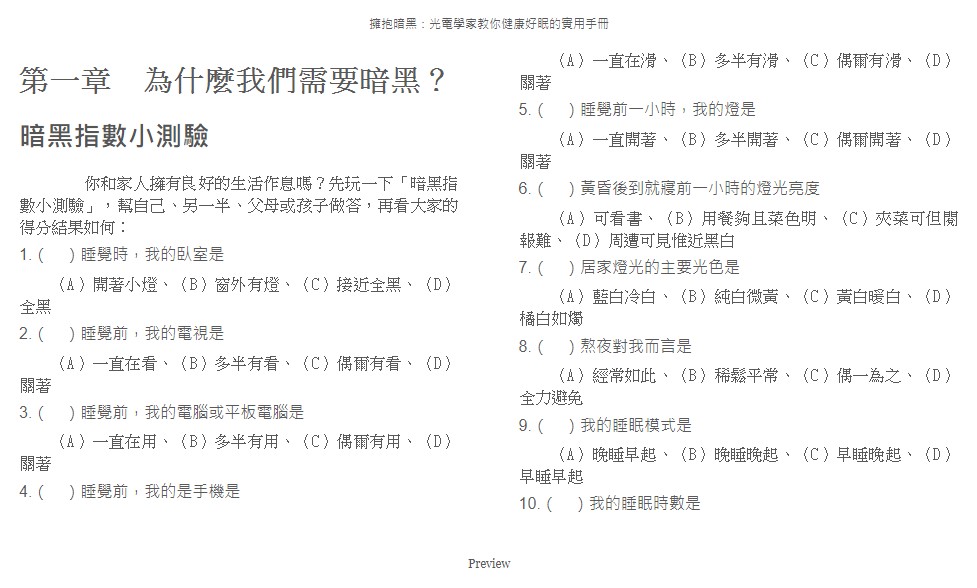 擁抱暗黑：光電學家教你健康好眠的實用手冊
第一章　為什麼我們需要暗黑？
暗黑指數小測驗
你和家人擁有良好的生活作息嗎？先玩一下「暗黑指
數小測驗」，幫自己、另一半、父母或孩子做答，再看大家的
得分結果如何：
1.（　）睡覺時，我的臥室是
（A）開著小燈、（B）窗外有燈、（C）接近全黑、（D）
全黑
2.（　）睡覺前，我的電視是
（A）一直在看、（B）多半有看、（C）偶爾有看、（D）
關著
3.（　）睡覺前，我的電腦或平板電腦是
（A）一直在用、（B）多半有用、（C）偶爾有用、（D）
關著
4.（　）睡覺前，我的是手機是
（A）一直在滑、（B）多半有滑、（C）偶爾有滑、（D）
關著
5.（　）睡覺前一小時，我的燈是
（A）一直開著、（B）多半開著、（C）偶爾開著、（D）
關著
6.（　）黃昏後到就寢前一小時的燈光亮度
（A）可看書、（B）用餐夠且菜色明、（C）夾菜可但閱
報難、（D）周遭可見惟近黑白
7.（　）居家燈光的主要光色是
（A）藍白冷白、（B）純白微黃、（C）黃白暖白、（D）
橘白如燭
8.（　）熬夜對我而言是
（A）經常如此、（B）稀鬆平常、（C）偶一為之、（D）
全力避免
9.（　）我的睡眠模式是
（A）晚睡早起、（B）晚睡晚起、（C）早睡晚起、（D）
早睡早起
10.（　）我的睡眠時數是
Preview